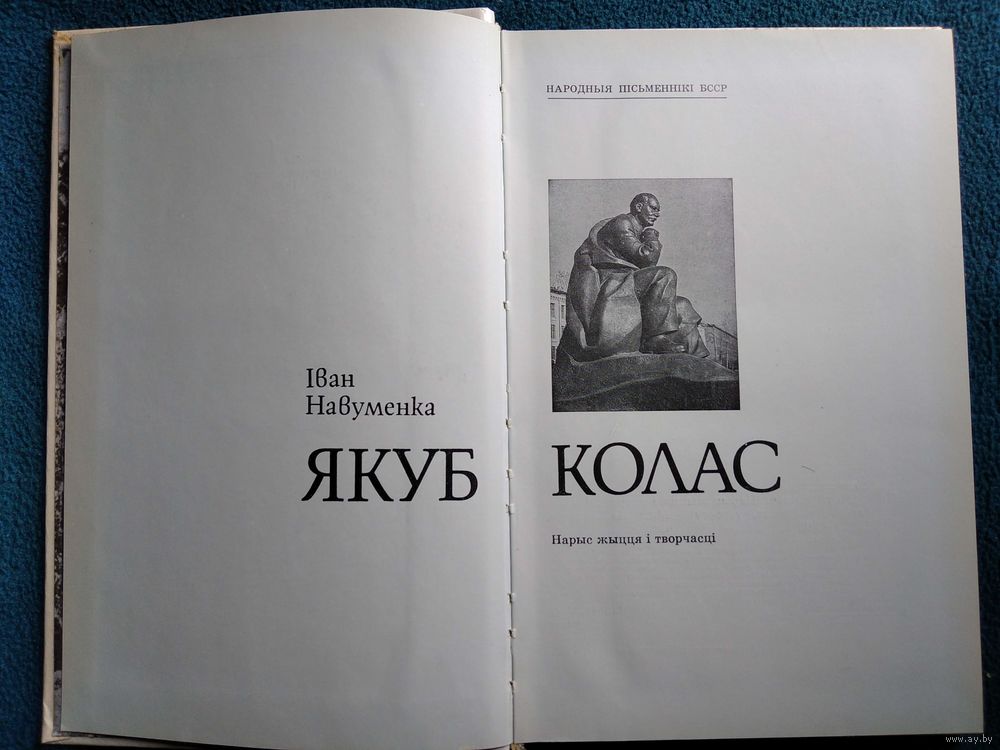 НАРОДНЫЯ ПІСЬМЕННІКІ БССР
Іван
Навуменка
ЯКУБ КОЛАС
Нарыс жыцця і творчасці
www.ay.by